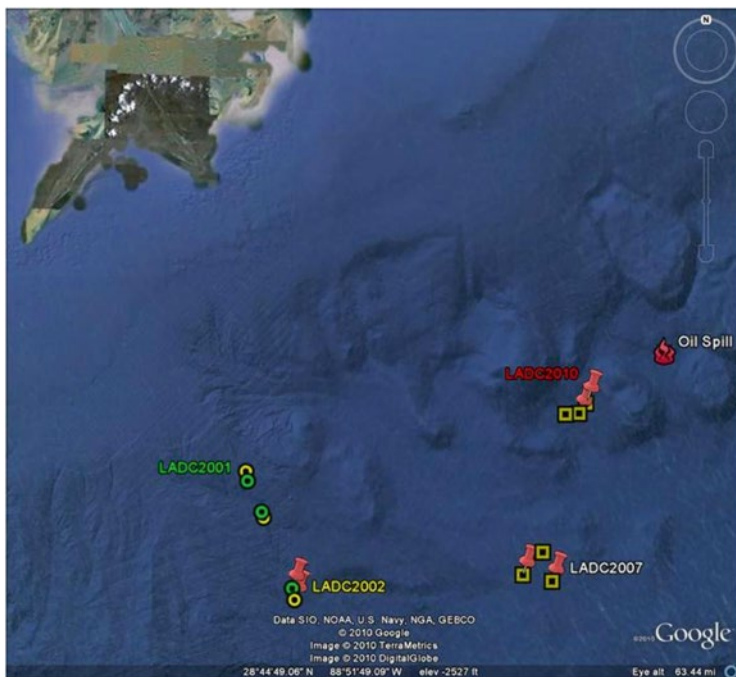 N
Oil Spill
LADC2010
LADC2001
LADC2007
LADC2002
Data SIO, NOAA, U.S. Navy, NGA, GEBCO
© 2010 Google
Image © 2010 TerraMetrics
Image © 2010 DigitalGlobe
©2010 Google
28°44'49.06" N 88°51'49.09" W elev -2527 ft Eye alt 63.44 mi